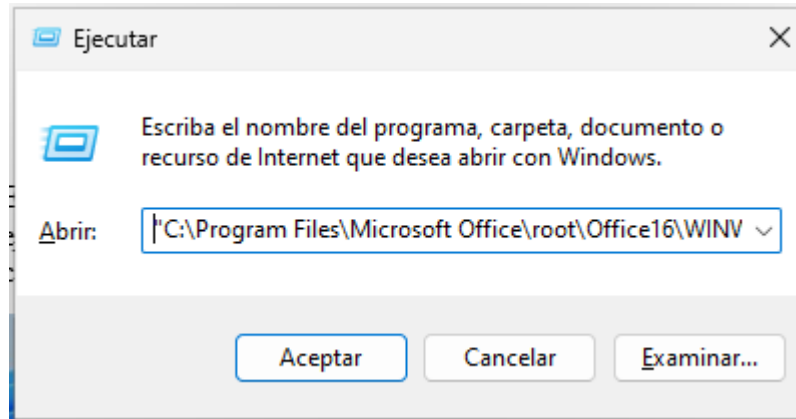 Ejecutar
Escriba el nombre del programa, carpeta, documento o
recurso de Internet que desea abrir con Windows.
Abrir:
"C:\Program Files\Microsoft Office\root\Office16\WINW
Aceptar
Cancelar
Examinar...